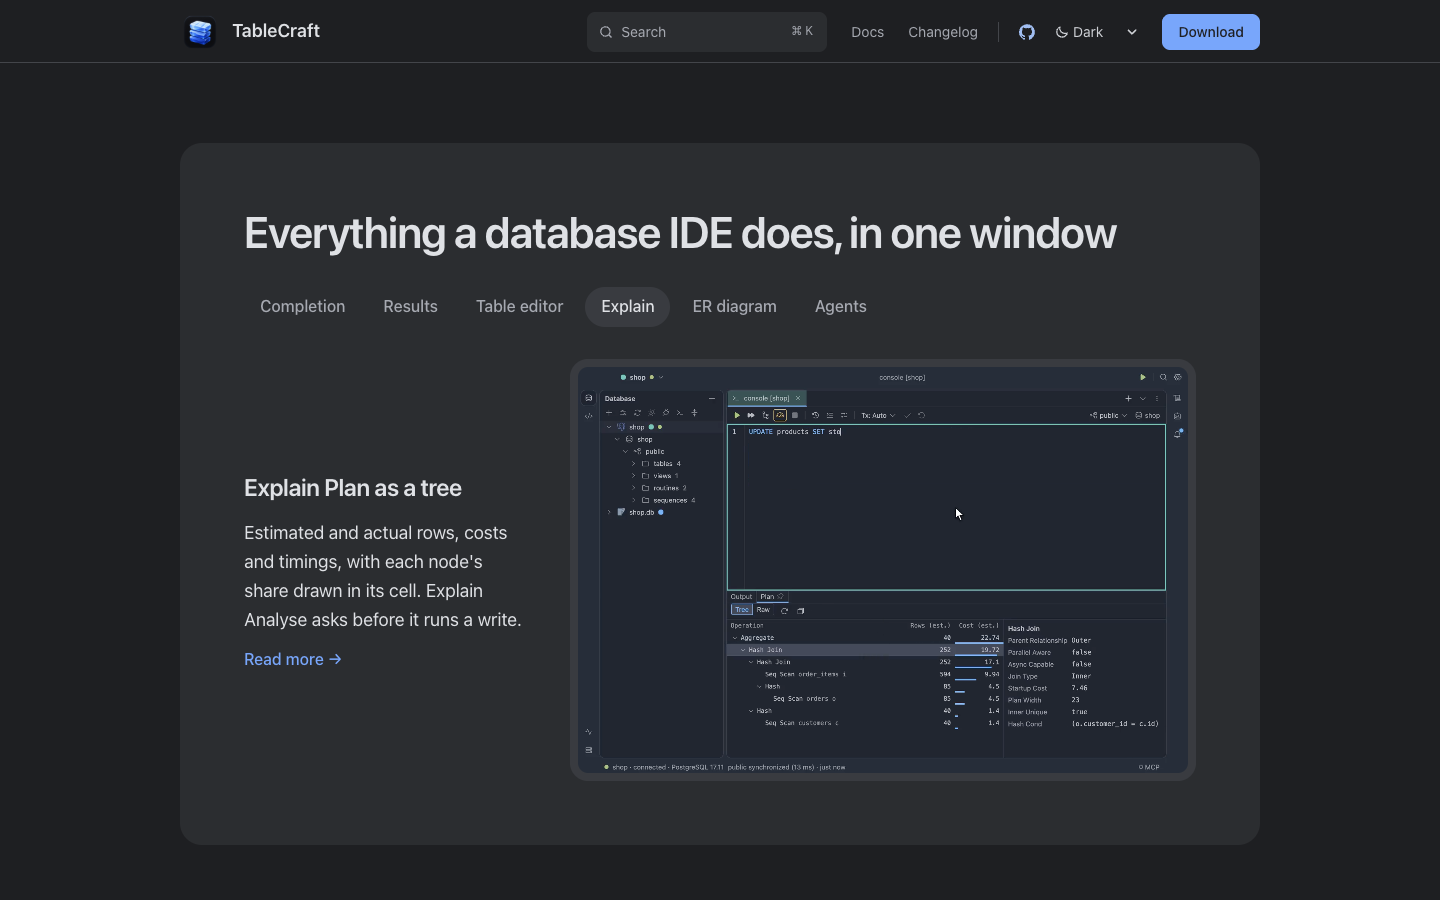 TableCraft
Search
⌘ K
Docs
Changelog
Dark
Download
Everything a database IDE does, in one window
Completion
Results
Table editor
Explain
ER diagram
Agents
Explain Plan as a tree
Estimated and actual rows, costs
and timings, with each node's
share drawn in its cell. Explain
Analyse asks before it runs a write.
Read more →
shop
console [shop]
Database
shop
shop
public
tables 4
views 1
routines 2
sequences 4
shop.db
console [shop]
Tx: Auto
public
shop
1 UPDATE products SET sto
Output Plan
Tree Raw
Operation Rows (est.) Cost (est.)
Aggregate 40 22.74
Hash Join 252 19.72
Hash Join 252 17.1
Seq Scan order_items i 594 9.94
Hash 85 4.5
Seq Scan orders o 85 4.5
Hash 40 1.4
Seq Scan customers c 40 1.4
Hash Join
Parent Relationship Outer
Parallel Aware false
Async Capable false
Join Type Inner
Startup Cost 7.46
Plan Width 23
Inner Unique true
Hash Cond (o.customer_id = c.id)
shop · connected · PostgreSQL 17.11 public synchronized (13 ms) · just now
MCP